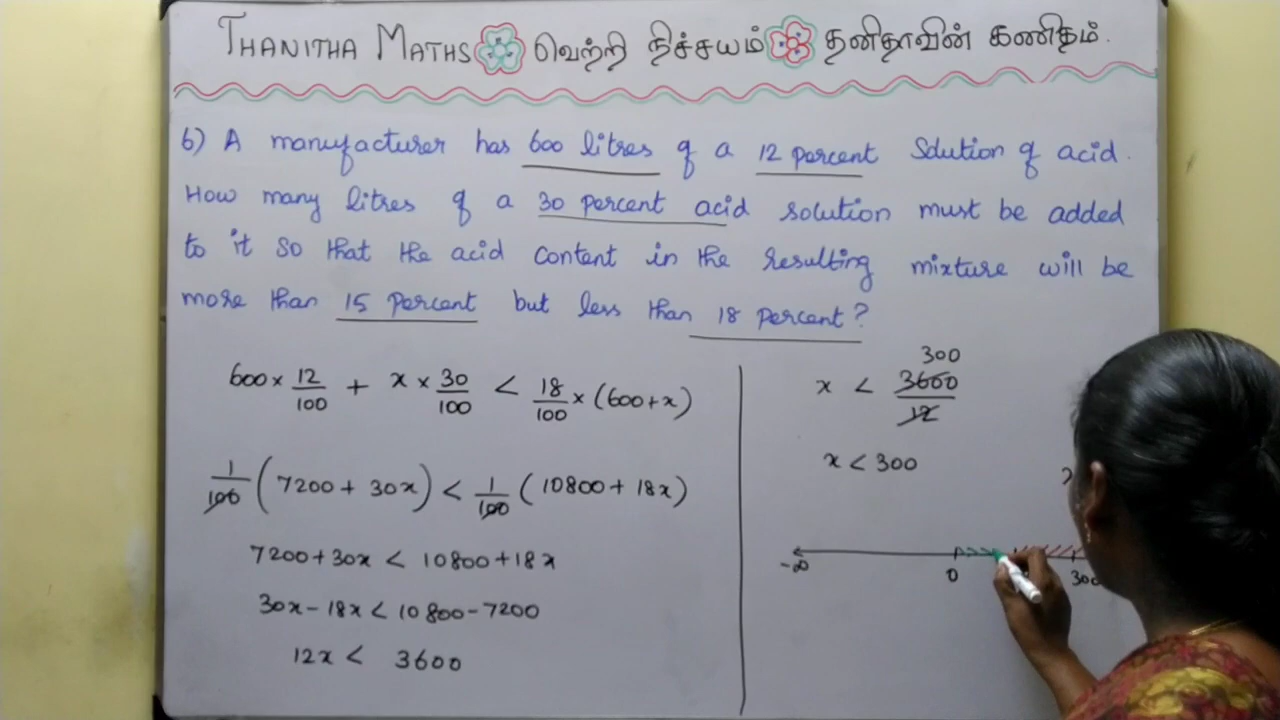 THANITHA MATHS வெற்றி நிச்சயம் தனிதாவின் கணிதம்.
6) A manufacturer has 600 litres of a 12 percent Solution of acid.
How many litres of a 30 percent acid solution must be added
to it so that the acid content in the resulting mixture will be
more than 15 percent but less than 18 percent?
600 × 12/100 + x × 30/100 < 18/100 × (600+x)
1/100 (7200 + 30x) < 1/100 (10800 + 18x)
7200+30x < 10800+18x
30x - 18x < 10800-7200
12x < 3600
300
x < 3600/12
x < 300
-∞ 0 300